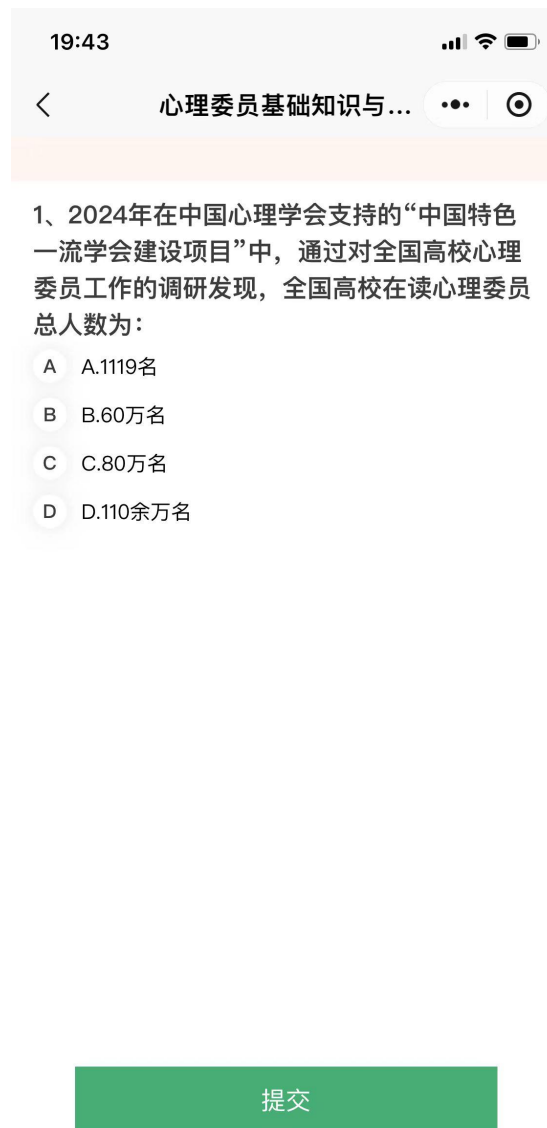 19:43
心理委员基础知识与...
1、2024年在中国心理学会支持的“中国特色
一流学会建设项目”中，通过对全国高校心理
委员工作的调研发现，全国高校在读心理委员
总人数为：
A A.1119名
B B.60万名
C C.80万名
D D.110余万名
提交